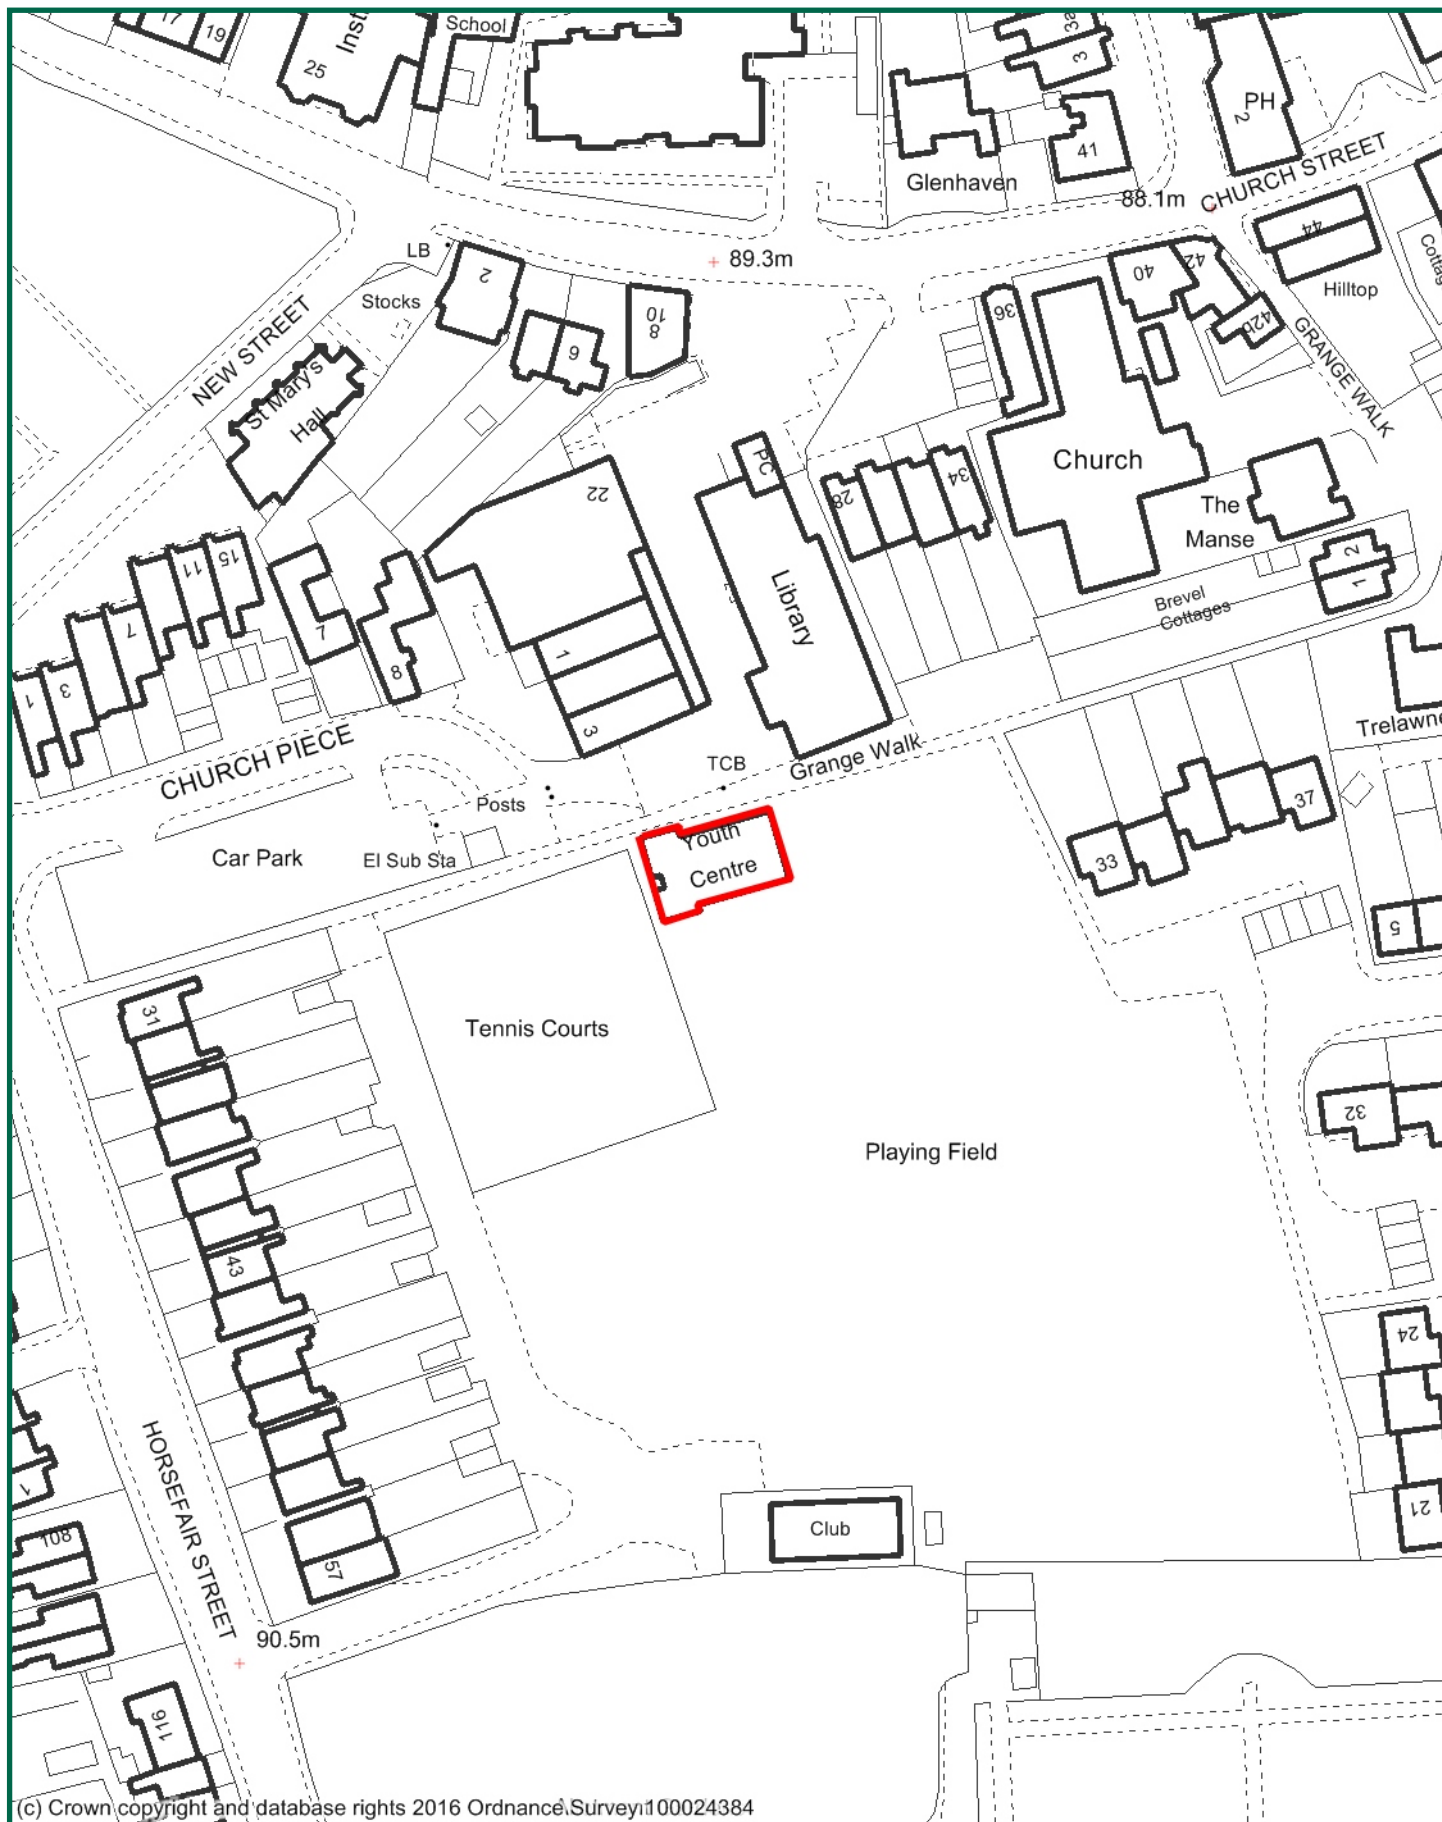 17
19
25
Inst
School
3a
3
PH
2
41
Glenhaven
88.1m
CHURCH STREET
44
Hilltop
Cottag
LB
2
89.3m
Stocks
NEW STREET
6
8
10
40
42
42b
36
GRANGE WALK
St Mary's
Hall
22
PC
28
34
Church
The
Manse
Library
2
1
Brevel
Cottages
15
11
7
3
1
7
8
1
3
Trelawne
CHURCH PIECE
TCB
Grange Walk
Posts
Youth
Centre
33
37
Car Park
El Sub Sta
5
31
Tennis Courts
32
Playing Field
43
24
HORSEFAIR STREET
1
21
108
Club
57
90.5m
116
(c) Crown copyright and database rights 2016 Ordnance Survey 100024384